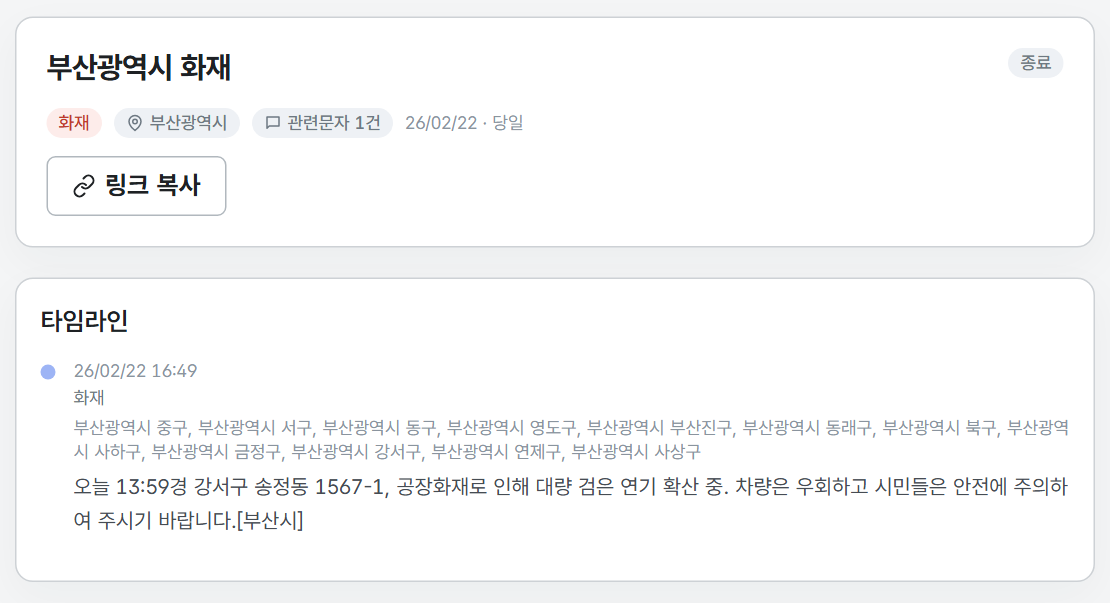 부산광역시 화재
종료
화재
부산광역시
관련문자 1건
26/02/22 · 당일
링크 복사
타임라인
26/02/22 16:49
화재
부산광역시 중구, 부산광역시 서구, 부산광역시 동구, 부산광역시 영도구, 부산광역시 부산진구, 부산광역시 동래구, 부산광역시 북구, 부산광역
시 사하구, 부산광역시 금정구, 부산광역시 강서구, 부산광역시 연제구, 부산광역시 사상구
오늘 13:59경 강서구 송정동 1567-1, 공장화재로 인해 대량 검은 연기 확산 중. 차량은 우회하고 시민들은 안전에 주의하
여 주시기 바랍니다.[부산시]